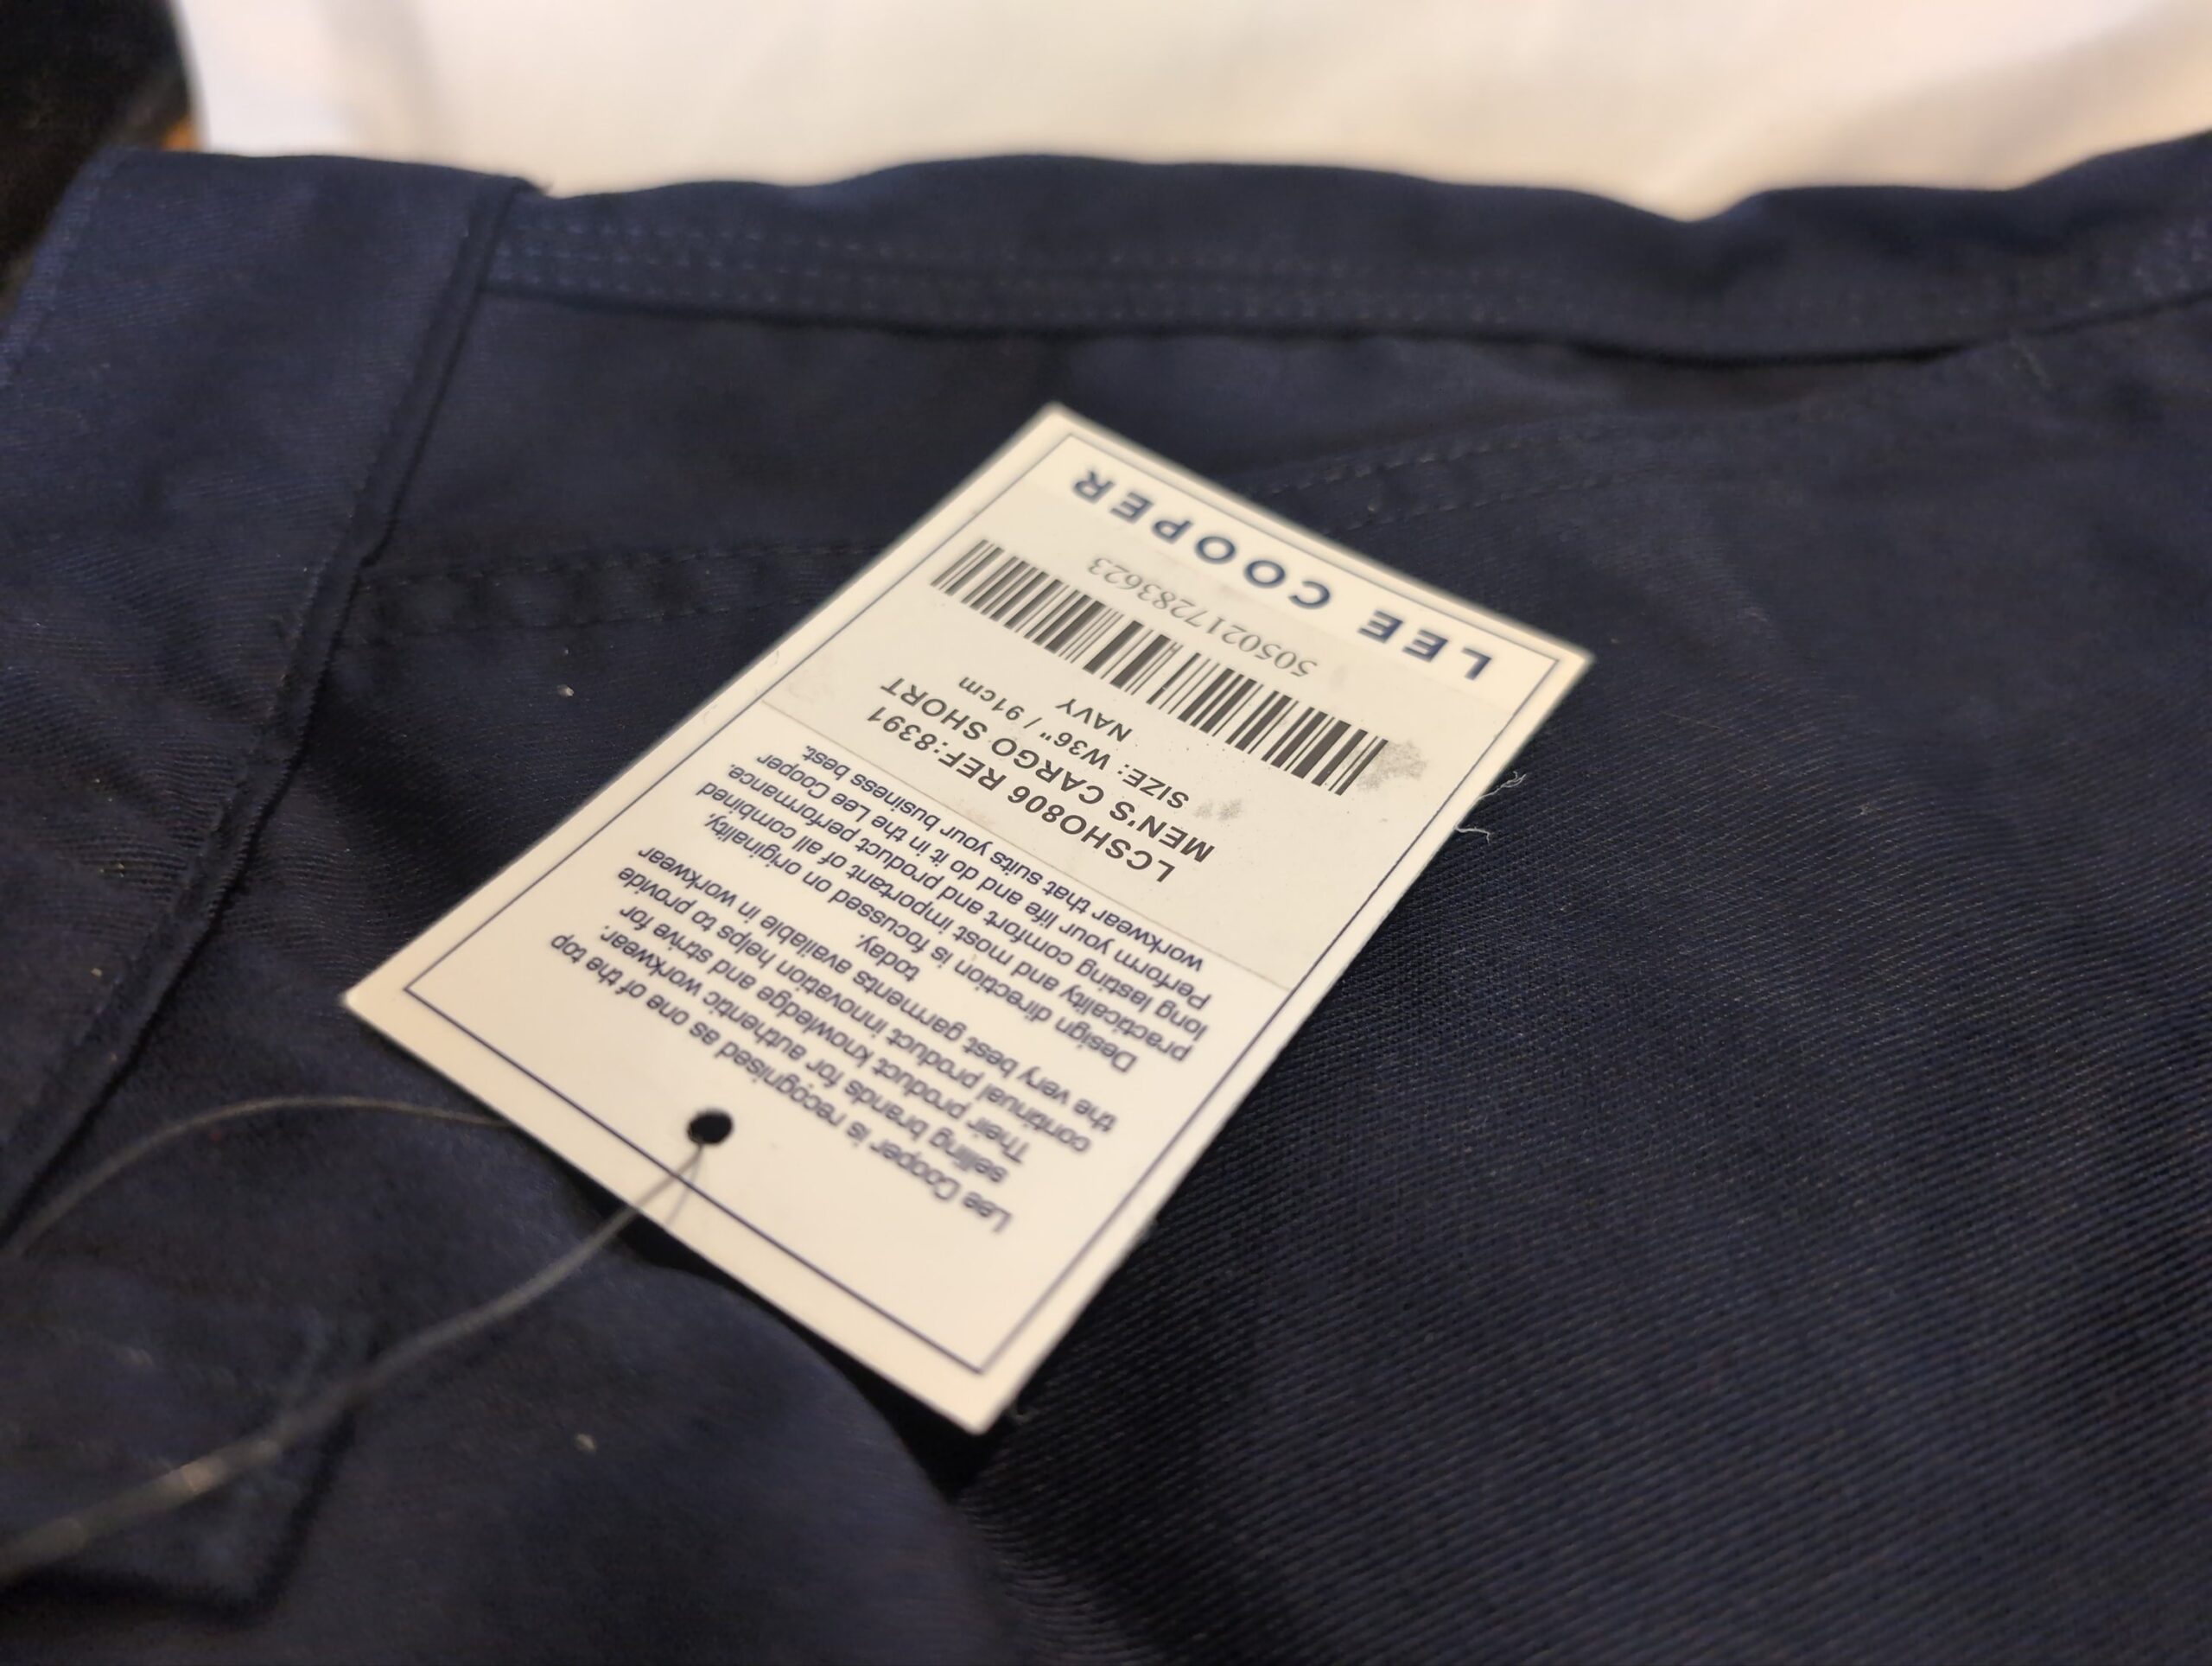 Lee Cooper is recognised as one of the top
selling brands for authentic workwear.
Their product knowledge and strive for
continual product innovation helps to provide
the very best garments available in workwear
today.
Design direction is focussed on originality,
practicality and most important of all combined
long lasting comfort and product performance.
Perform your life and do it in the Lee Cooper
workwear that suits your business best.
LCSHO806 REF:8391
MEN'S CARGO SHORT
SIZE: W36" / 91cm
NAVY
5050217283623
LEE COOPER